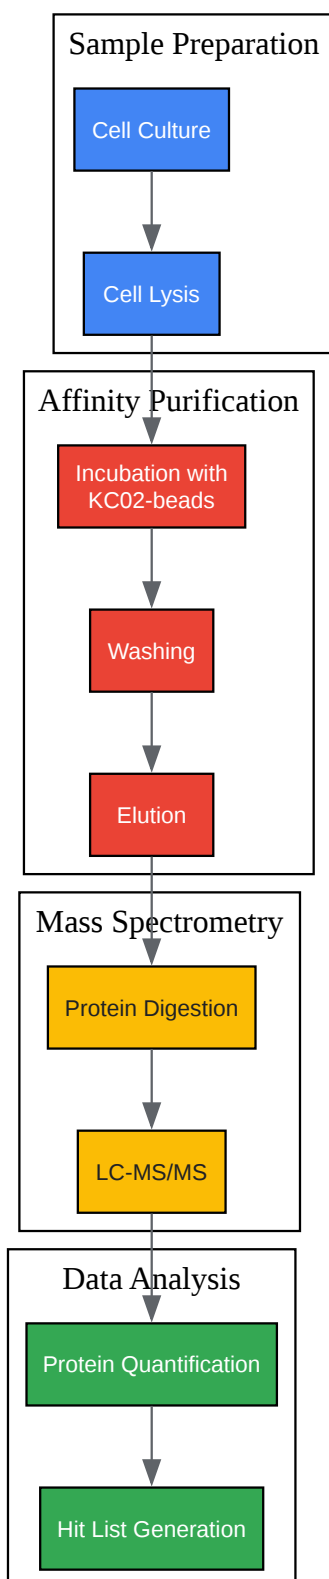 Sample Preparation
Cell Culture
Cell Lysis
Affinity Purification
Incubation with
KC02-beads
Washing
Elution
Mass Spectrometry
Protein Digestion
LC-MS/MS
Data Analysis
Protein Quantification
Hit List Generation